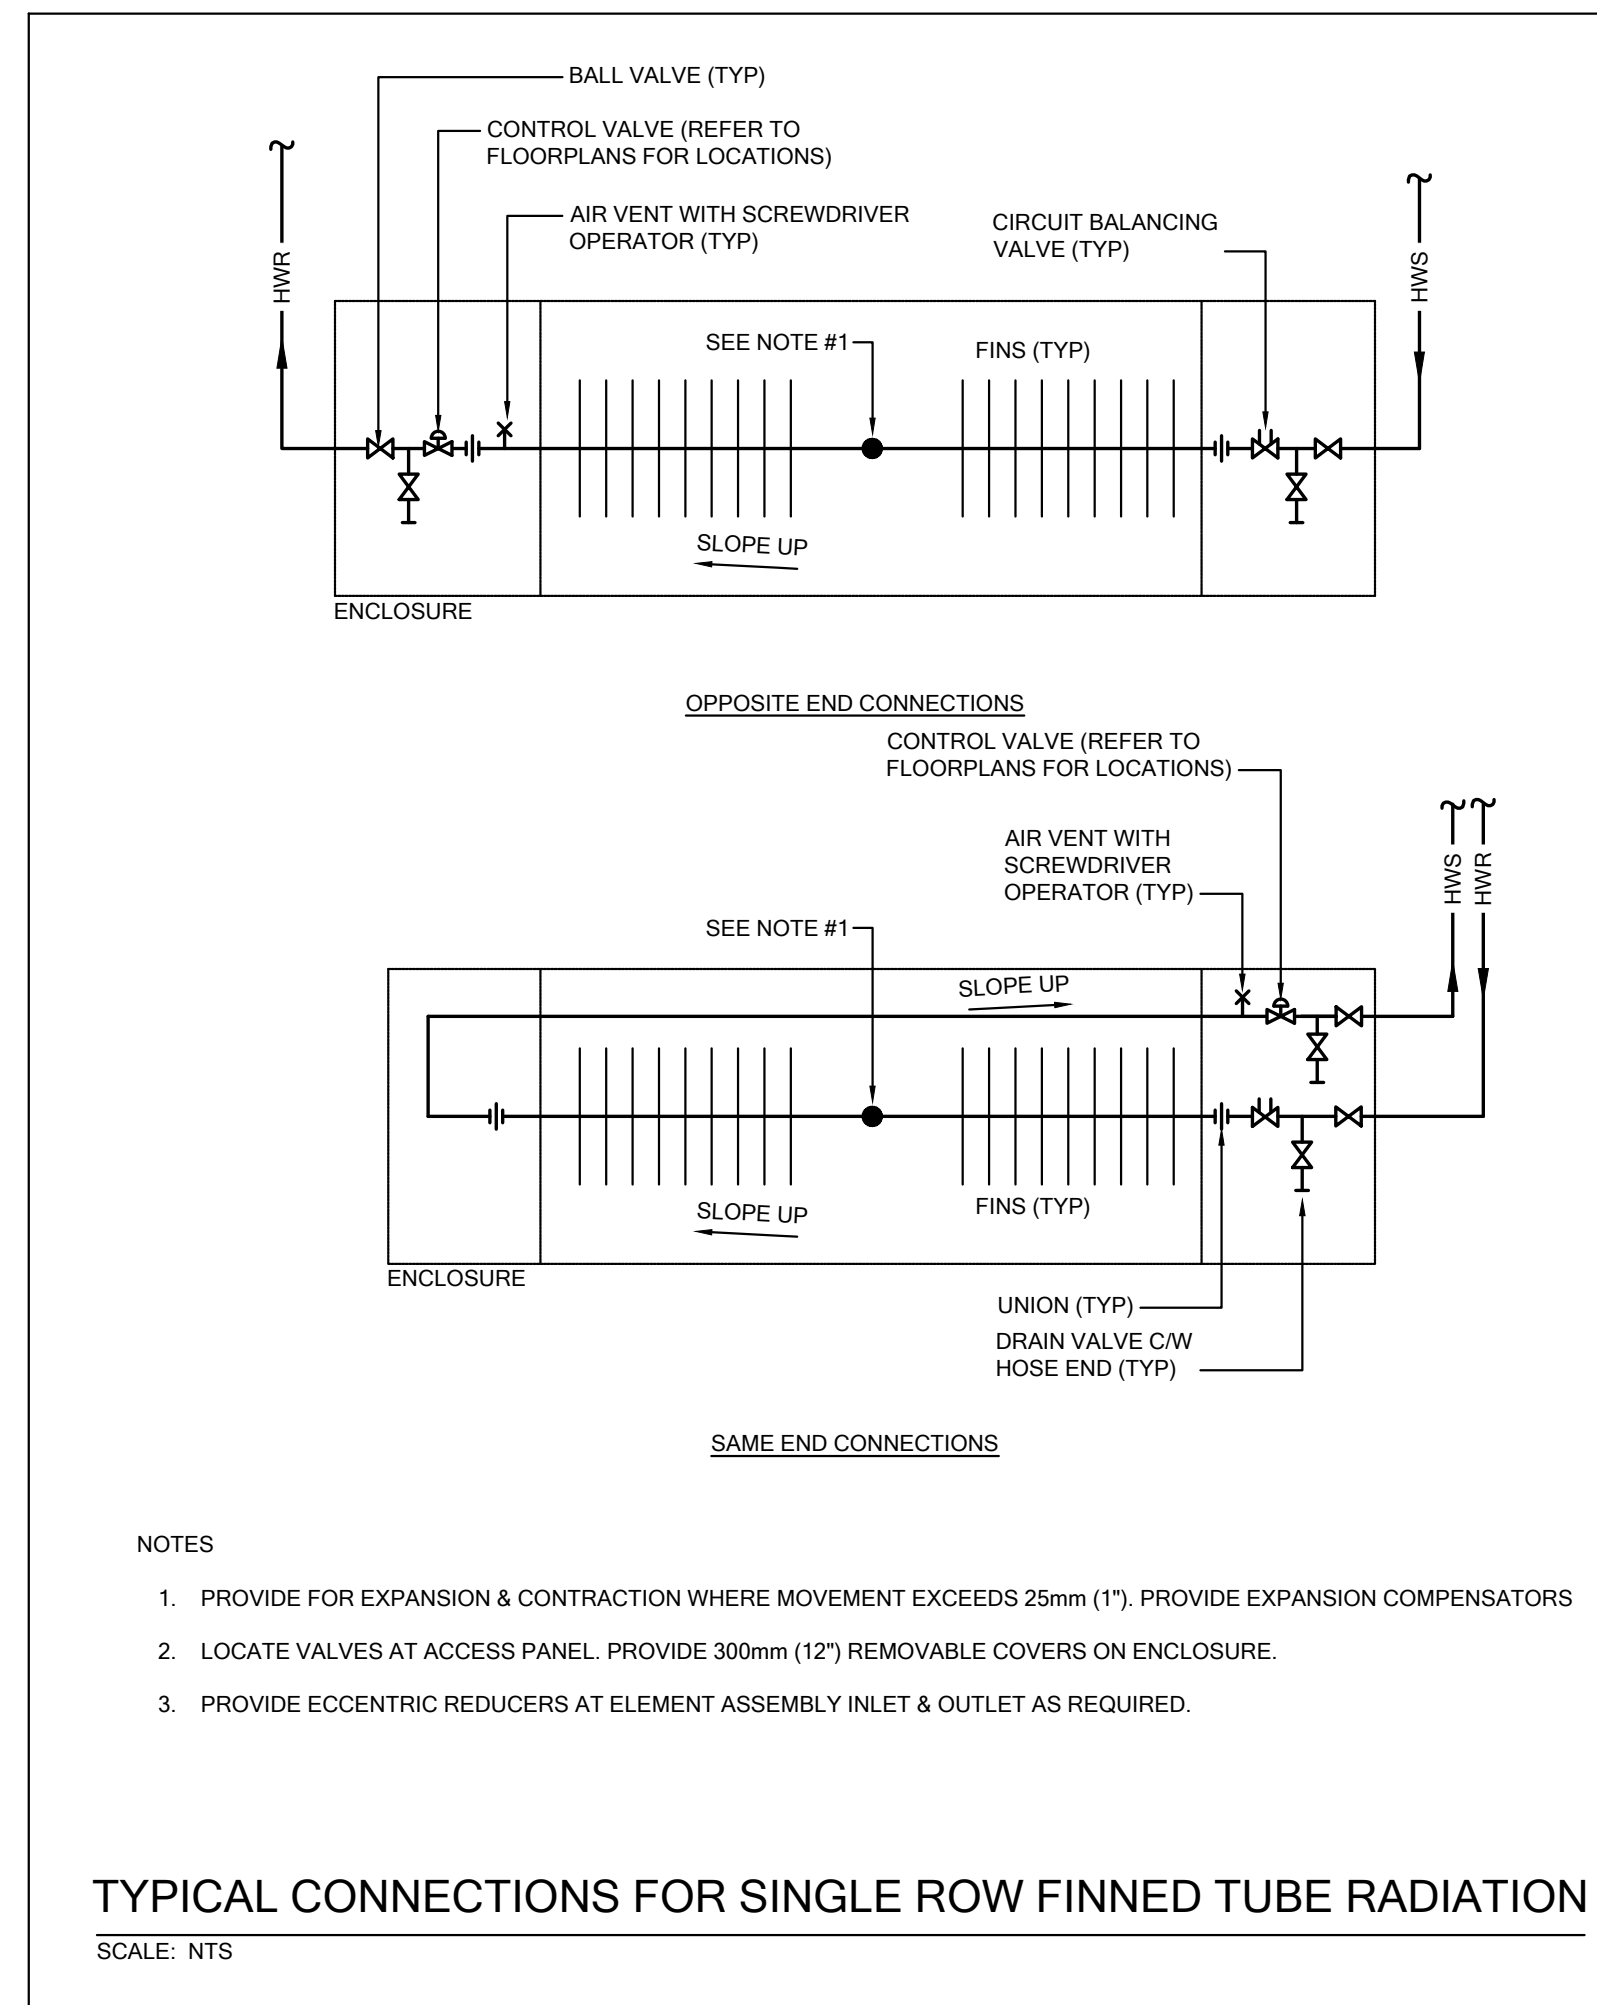 BALL VALVE (TYP)
CONTROL VALVE (REFER TO
FLOORPLANS FOR LOCATIONS)
AIR VENT WITH SCREWDRIVER
OPERATOR (TYP)
CIRCUIT BALANCING
VALVE (TYP)
HWR
HWS
SEE NOTE #1
FINS (TYP)
SLOPE UP
ENCLOSURE
OPPOSITE END CONNECTIONS
CONTROL VALVE (REFER TO
FLOORPLANS FOR LOCATIONS)
AIR VENT WITH
SCREWDRIVER
OPERATOR (TYP)
HWS
HWR
SEE NOTE #1
SLOPE UP
SLOPE UP
FINS (TYP)
ENCLOSURE
UNION (TYP)
DRAIN VALVE C/W
HOSE END (TYP)
SAME END CONNECTIONS
NOTES
1. PROVIDE FOR EXPANSION & CONTRACTION WHERE MOVEMENT EXCEEDS 25mm (1"). PROVIDE EXPANSION COMPENSATORS
2. LOCATE VALVES AT ACCESS PANEL. PROVIDE 300mm (12") REMOVABLE COVERS ON ENCLOSURE.
3. PROVIDE ECCENTRIC REDUCERS AT ELEMENT ASSEMBLY INLET & OUTLET AS REQUIRED.
TYPICAL CONNECTIONS FOR SINGLE ROW FINNED TUBE RADIATION
SCALE: NTS